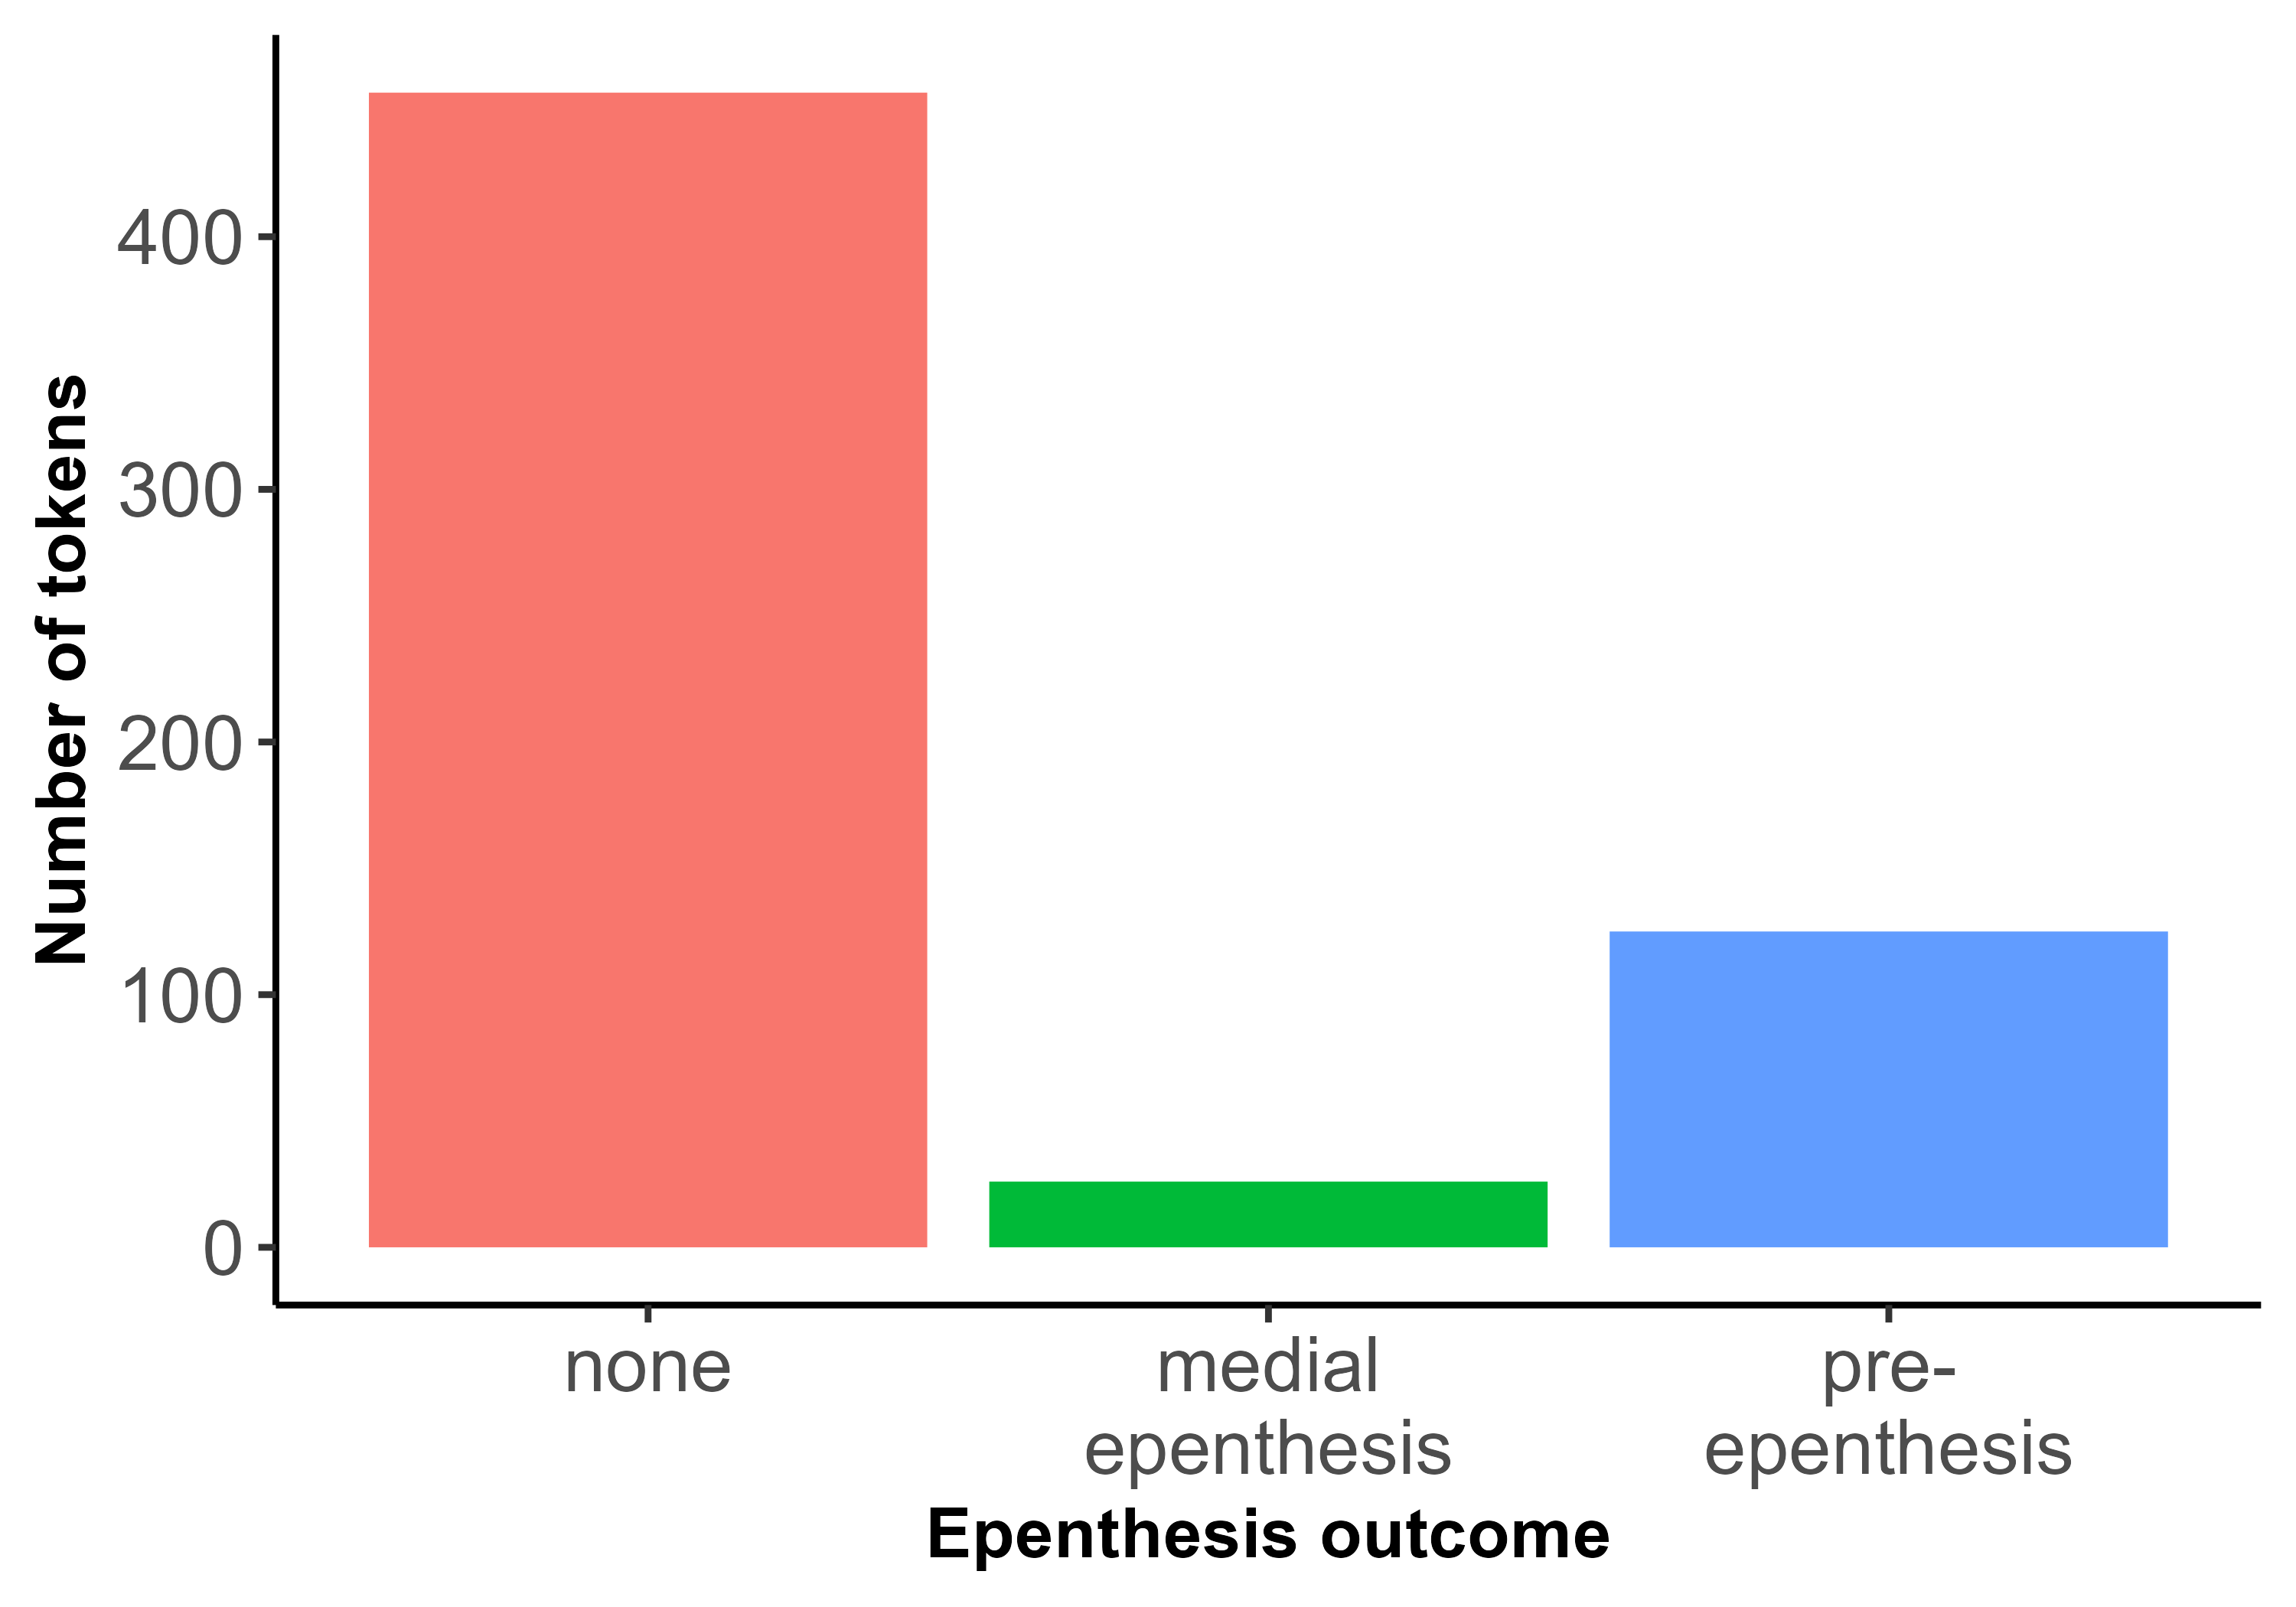 Number of tokens
400
300
200
100
0
none
medial
epenthesis
pre-
epenthesis
Epenthesis outcome